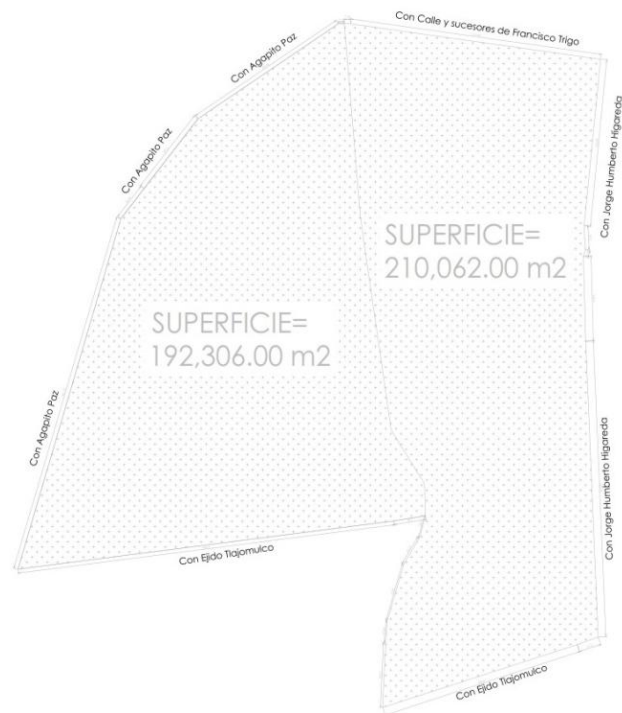 Con Calle y sucesores de Francisco Trigo
Con Agapito Paz
Con Agapito Paz
Con Jorge Humberto Higareda
SUPERFICIE=
210,062.00 m2
SUPERFICIE=
192,306.00 m2
Con Agapito Paz
Con Jorge Humberto Higareda
Con Ejido Tlajomulco
Con Ejido Tlajomulco